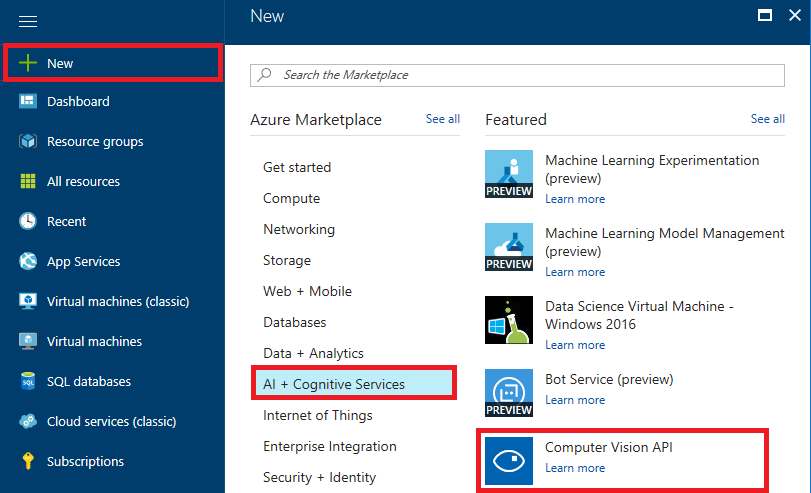 New
Dashboard
Resource groups
All resources
Recent
App Services
Virtual machines (classic)
Virtual machines
SQL
SQL databases
Cloud services (classic)
Subscriptions
New
Search the Marketplace
Azure Marketplace
See all
Get started
Compute
Networking
Storage
Web + Mobile
Databases
Data + Analytics
AI + Cognitive Services
Internet of Things
Enterprise Integration
Security + Identity
Featured
See all
PREVIEW
Machine Learning Experimentation
(preview)
Learn more
PREVIEW
Machine Learning Model Management
(preview)
Learn more
Data Science Virtual Machine -
Windows 2016
Learn more
PREVIEW
Bot Service (preview)
Learn more
Computer Vision API
Learn more